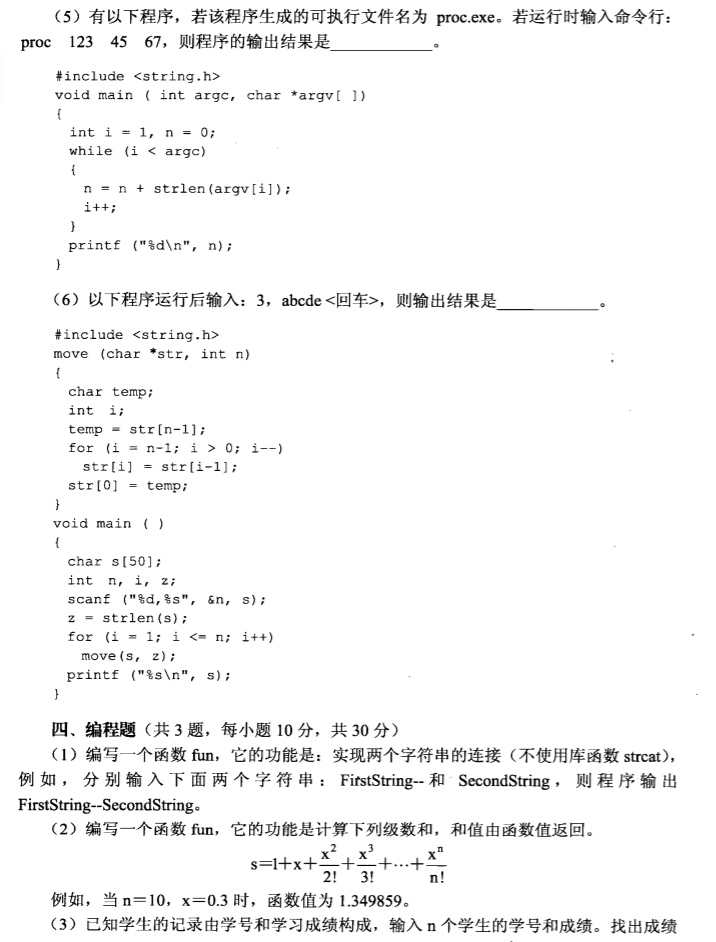 （5）有以下程序，若该程序生成的可执行文件名为 proc.exe。若运行时输入命令行：
proc 123 45 67，则程序的输出结果是____________。
#include <string.h>
void main ( int argc, char *argv[ ])
{
int i = 1, n = 0;
while (i < argc)
{
n = n + strlen(argv[i]);
i++;
}
printf ("%d\n", n);
}
（6）以下程序运行后输入：3，abcde <回车>，则输出结果是____________。
#include <string.h>
move (char *str, int n)
{
char temp;
int i;
temp = str[n-1];
for (i = n-1; i > 0; i--)
str[i] = str[i-1];
str[0] = temp;
}
void main ( )
{
char s[50];
int n, i, z;
scanf ("%d,%s", &n, s);
z = strlen(s);
for (i = 1; i <= n; i++)
move(s, z);
printf ("%s\n", s);
}
四、编程题（共 3 题，每小题 10 分，共 30 分）
（1）编写一个函数 fun，它的功能是：实现两个字符串的连接（不使用库函数 strcat），
例如，分别输入下面两个字符串：FirstString-- 和 SecondString，则程序输出
FirstString--SecondString。
（2）编写一个函数 fun，它的功能是计算下列级数和，和值由函数值返回。
s=1+x+x²/2!+x³/3!+…+xⁿ/n!
例如，当 n＝10，x＝0.3 时，函数值为 1.349859。
（3）已知学生的记录由学号和学习成绩构成，输入 n 个学生的学号和成绩。找出成绩